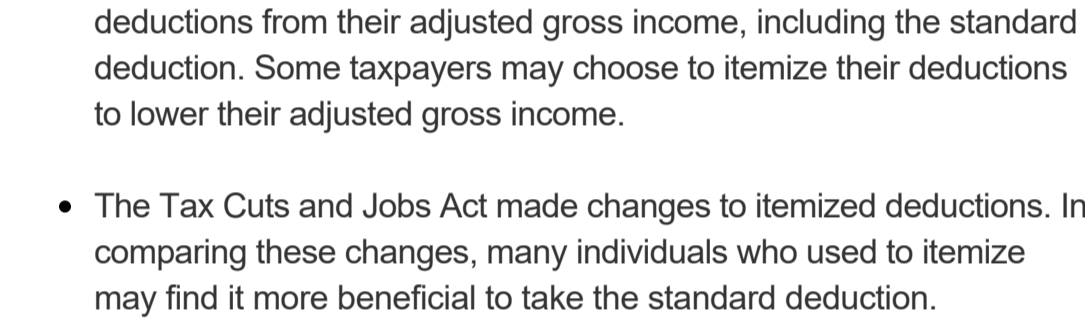 deductions from their adjusted gross income, including the standard
deduction. Some taxpayers may choose to itemize their deductions
to lower their adjusted gross income.
• The Tax Cuts and Jobs Act made changes to itemized deductions. In
comparing these changes, many individuals who used to itemize
may find it more beneficial to take the standard deduction.